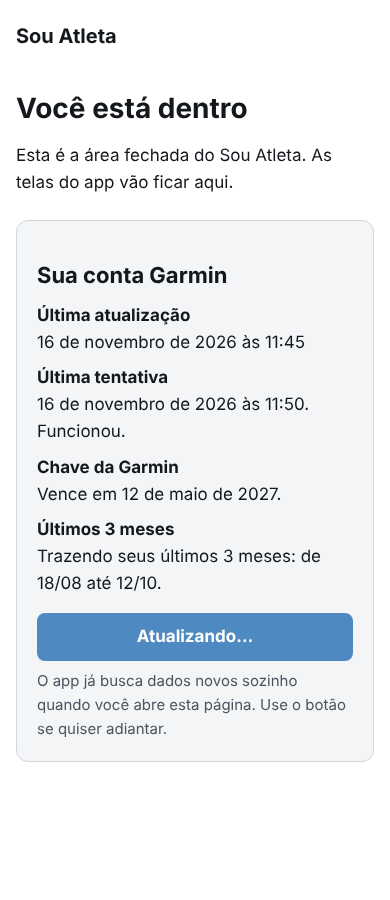 Sou Atleta
Você está dentro
Esta é a área fechada do Sou Atleta. As
telas do app vão ficar aqui.
Sua conta Garmin
Última atualização
16 de novembro de 2026 às 11:45
Última tentativa
16 de novembro de 2026 às 11:50.
Funcionou.
Chave da Garmin
Vence em 12 de maio de 2027.
Últimos 3 meses
Trazendo seus últimos 3 meses: de
18/08 até 12/10.
Atualizando...
O app já busca dados novos sozinho
quando você abre esta página. Use o botão
se quiser adiantar.